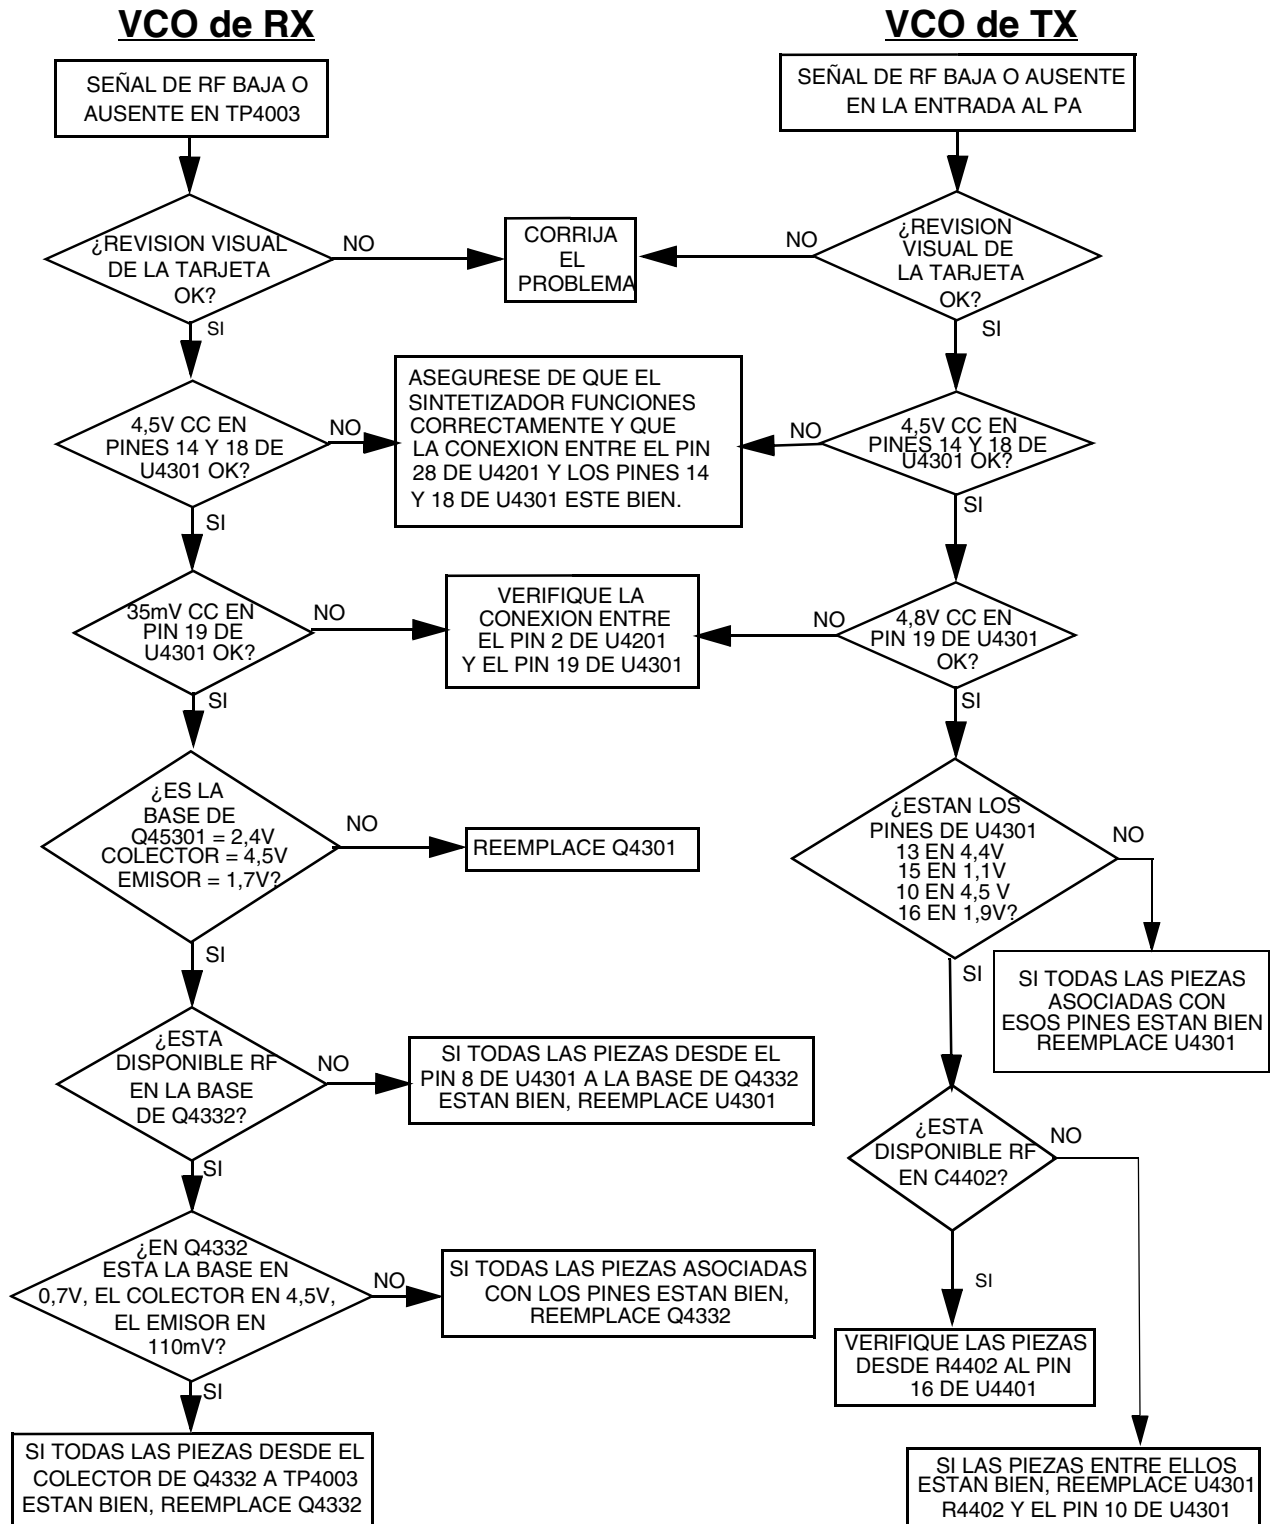 VCO de RX
SEÑAL DE RF BAJA O
AUSENTE EN TP4003
¿REVISION VISUAL
DE LA TARJETA
OK?
NO
SI
4,5V CC EN
PINES 14 Y 18 DE
U4301 OK?
NO
SI
35mV CC EN
PIN 19 DE
U4301 OK?
NO
SI
¿ES LA
BASE DE
Q45301 = 2,4V
COLECTOR = 4,5V
EMISOR = 1,7V?
NO
REEMPLACE Q4301
SI
¿ESTA
DISPONIBLE RF
EN LA BASE
DE Q4332?
NO
SI TODAS LAS PIEZAS DESDE EL
PIN 8 DE U4301 A LA BASE DE Q4332
ESTAN BIEN, REEMPLACE U4301
SI
¿EN Q4332
ESTA LA BASE EN
0,7V, EL COLECTOR EN 4,5V,
EL EMISOR EN
110mV?
NO
SI TODAS LAS PIEZAS ASOCIADAS
CON LOS PINES ESTAN BIEN,
REEMPLACE Q4332
SI
SI TODAS LAS PIEZAS DESDE EL
COLECTOR DE Q4332 A TP4003
ESTAN BIEN, REEMPLACE Q4332
CORRIJA
EL
PROBLEMA
ASEGURESE DE QUE EL
SINTETIZADOR FUNCIONES
CORRECTAMENTE Y QUE
LA CONEXION ENTRE EL PIN
28 DE U4201 Y LOS PINES 14
Y 18 DE U4301 ESTE BIEN.
VERIFIQUE LA
CONEXION ENTRE
EL PIN 2 DE U4201
Y EL PIN 19 DE U4301
VCO de TX
SEÑAL DE RF BAJA O AUSENTE
EN LA ENTRADA AL PA
¿REVISION
VISUAL DE
LA TARJETA
OK?
NO
SI
4,5V CC EN
PINES 14 Y 18 DE
U4301 OK?
NO
SI
4,8V CC EN
PIN 19 DE U4301
OK?
NO
SI
¿ESTAN LOS
PINES DE U4301
13 EN 4,4V
15 EN 1,1V
10 EN 4,5 V
16 EN 1,9V?
NO
SI TODAS LAS PIEZAS
ASOCIADAS CON
ESOS PINES ESTAN BIEN
REEMPLACE U4301
SI
¿ESTA
DISPONIBLE RF
EN C4402?
NO
SI
VERIFIQUE LAS PIEZAS
DESDE R4402 AL PIN
16 DE U4401
SI LAS PIEZAS ENTRE ELLOS
ESTAN BIEN, REEMPLACE U4301
R4402 Y EL PIN 10 DE U4301